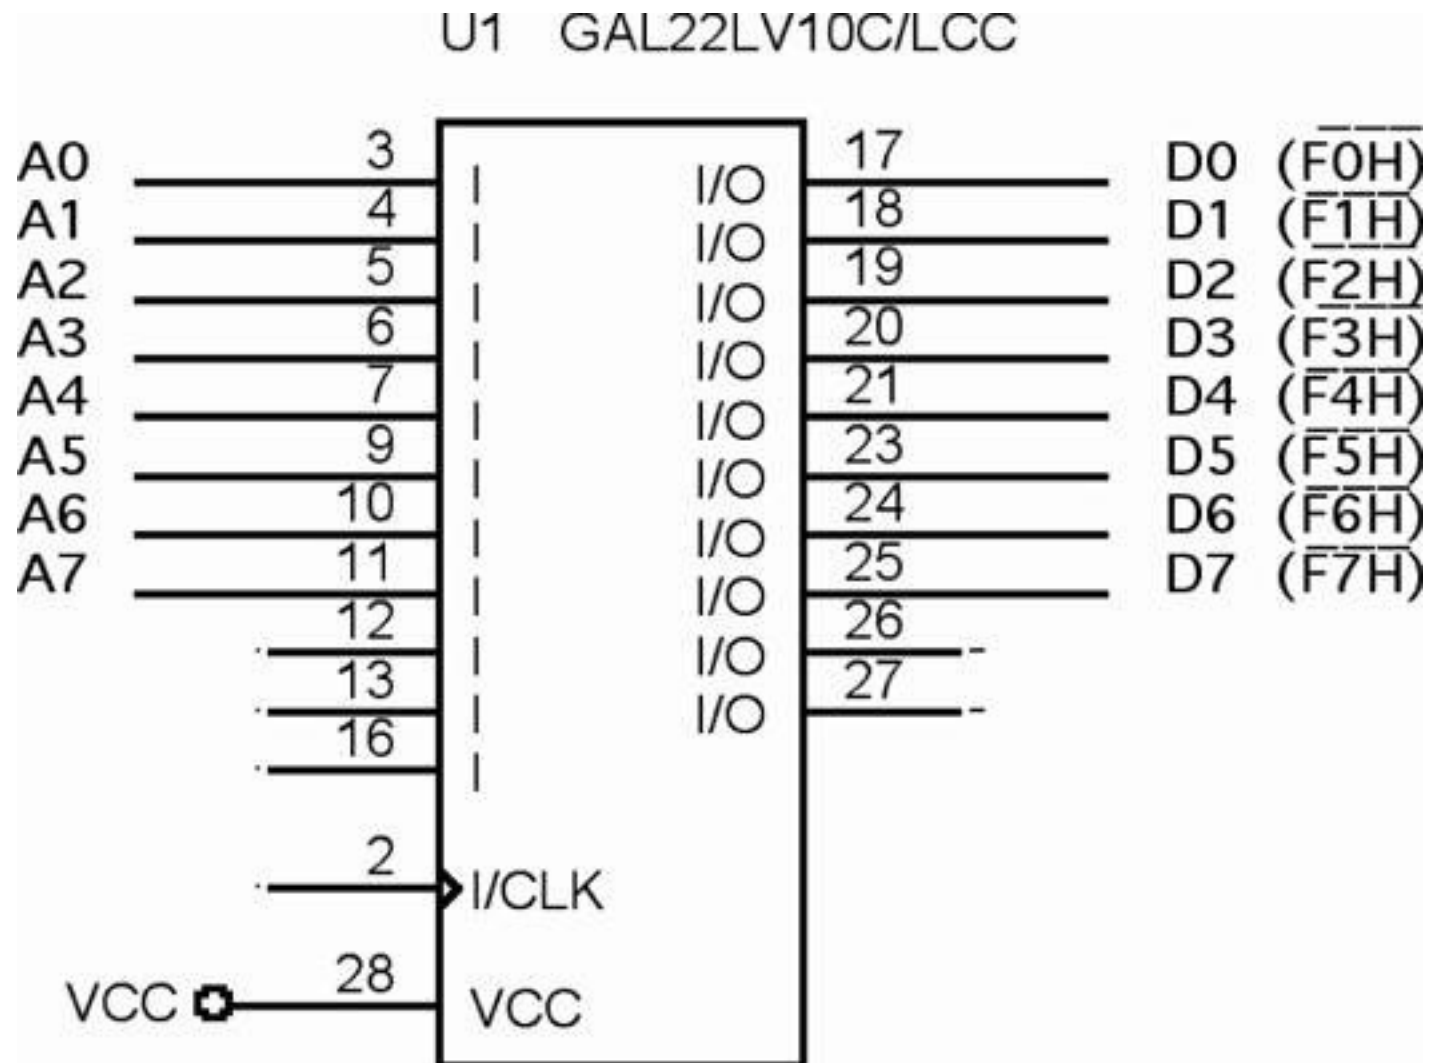 U1 GAL22LV10C/LCC
A0 3 I I/O 17 D0 (F0H)
A1 4 I I/O 18 D1 (F1H)
A2 5 I I/O 19 D2 (F2H)
A3 6 I I/O 20 D3 (F3H)
A4 7 I I/O 21 D4 (F4H)
A5 9 I I/O 23 D5 (F5H)
A6 10 I I/O 24 D6 (F6H)
A7 11 I I/O 25 D7 (F7H)
12 I I/O 26
13 I I/O 27
16 I
2 I/CLK
VCC 28 VCC